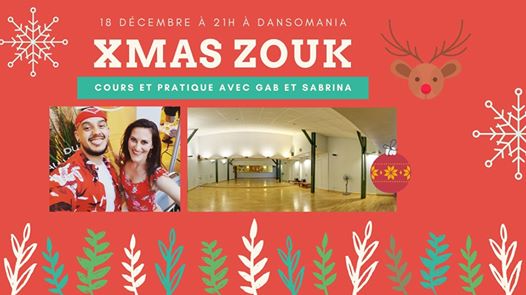 18 DÉCEMBRE À 21H À DANSOMANIA
XMAS ZOUK
COURS ET PRATIQUE AVEC GAB ET SABRINA